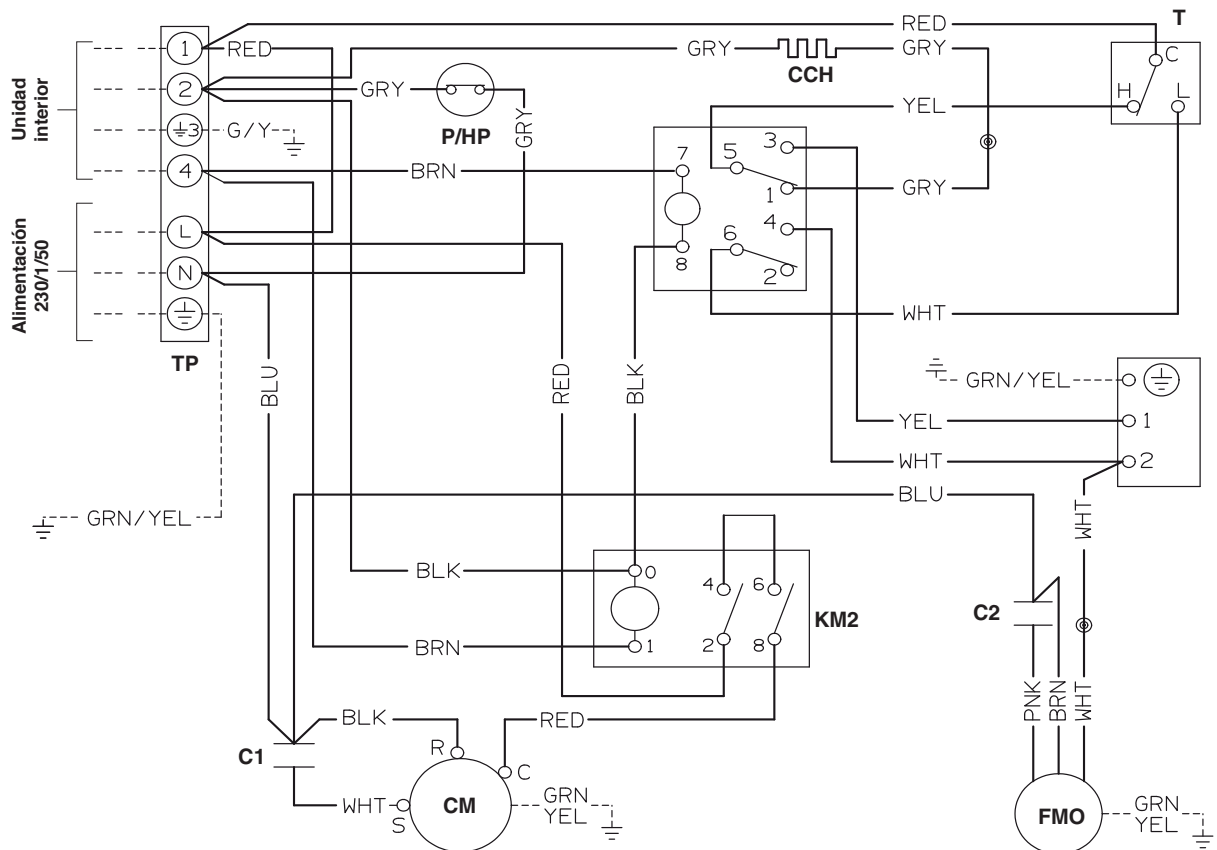 RED
T
1
RED
GRY
GRY
CCH
C
2
GRY
P/HP
GRY
YEL
H
L
Unidad
interior
3
G/Y
4
BRN
7
5
3
1
GRY
4
6
8
2
L
N
Alimentación
230/1/50
TP
WHT
BLU
RED
BLK
GRN/YEL
YEL
1
WHT
2
BLU
WHT
GRN/YEL
BLK
0
4
6
KM2
C2
BRN
1
2
8
PNK
BRN
WHT
BLK
RED
C1
R
C
WHT
S
CM
GRN
YEL
FMO
GRN
YEL